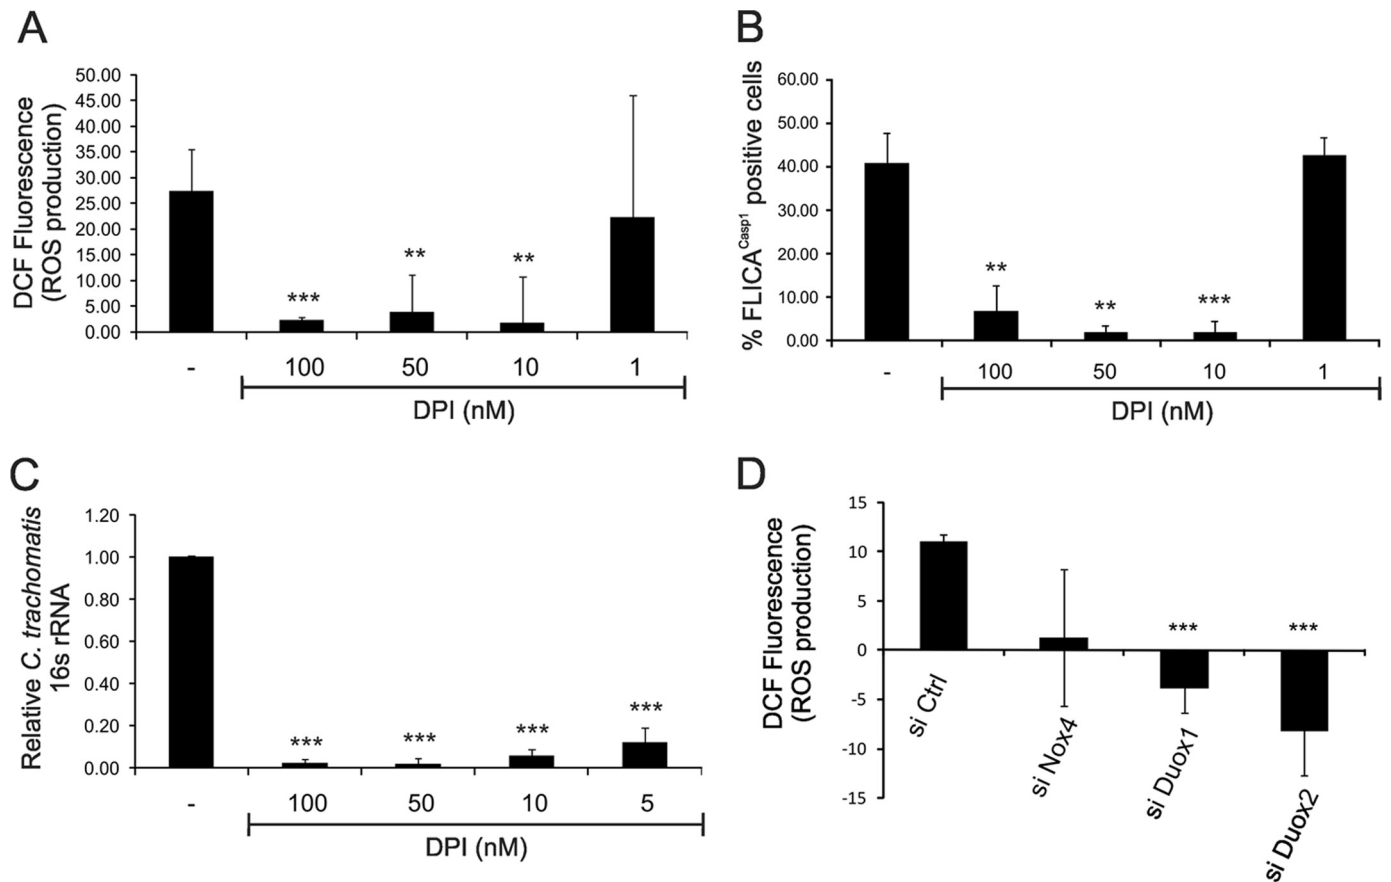 A
DCF Fluorescence
(ROS production)
50.00
45.00
40.00
35.00
30.00
25.00
20.00
15.00
10.00
5.00
0.00
***
**
**
- 100 50 10 1
DPI (nM)
B
% FLICA^Casp1 positive cells
60.00
50.00
40.00
30.00
20.00
10.00
0.00
**
**
***
- 100 50 10 1
DPI (nM)
C
Relative C. trachomatis
16s rRNA
1.20
1.00
0.80
0.60
0.40
0.20
0.00
***
***
***
***
- 100 50 10 5
DPI (nM)
D
DCF Fluorescence
(ROS production)
15
10
5
0
-5
-10
-15
***
***
si Ctrl
si Nox4
si Duox1
si Duox2